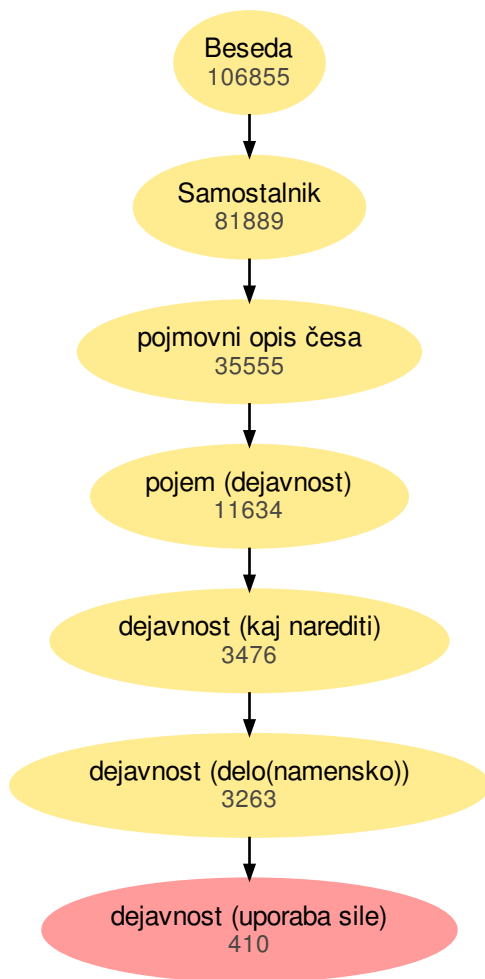 Beseda
106855
Samostalnik
81889
pojmovni opis česa
35555
pojem (dejavnost)
11634
dejavnost (kaj narediti)
3476
dejavnost (delo(namensko))
3263
dejavnost (uporaba sile)
410